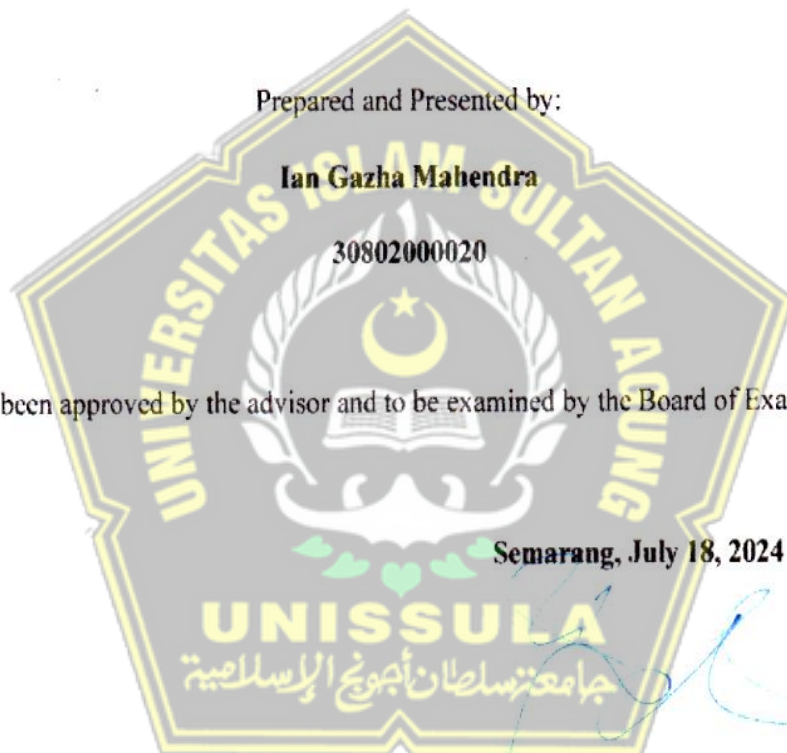 Prepared and Presented by:
Ian Gazha Mahendra
30802000020
been approved by the advisor and to be examined by the Board of Exa
Semarang, July 18, 2024
UNIVERSITAS ISLAM SULTAN AGUNG
UNISSULA
جامعة سلطان أجونج الإسلامية